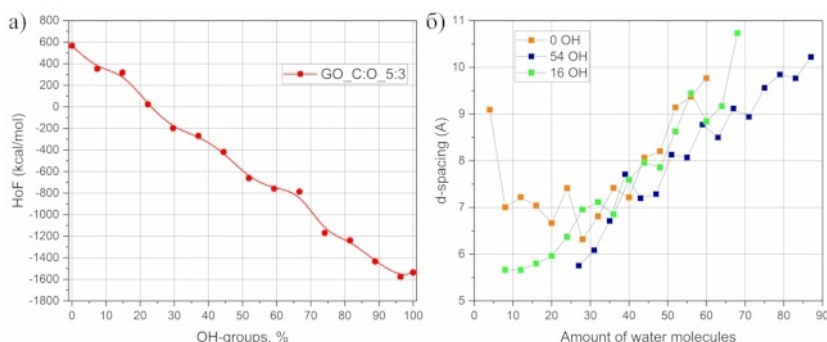 а)
800
600
400
200
0
-200
-400
-600
-800
-1000
-1200
-1400
-1600
-1800
HoF (kcal/mol)
GO_C:O_5:3
0 10 20 30 40 50 60 70 80 90 100
OH-groups, %
б)
11
10
9
8
7
6
5
d-spacing (A)
0 OH
54 OH
16 OH
0 10 20 30 40 50 60 70 80 90
Amount of water molecules